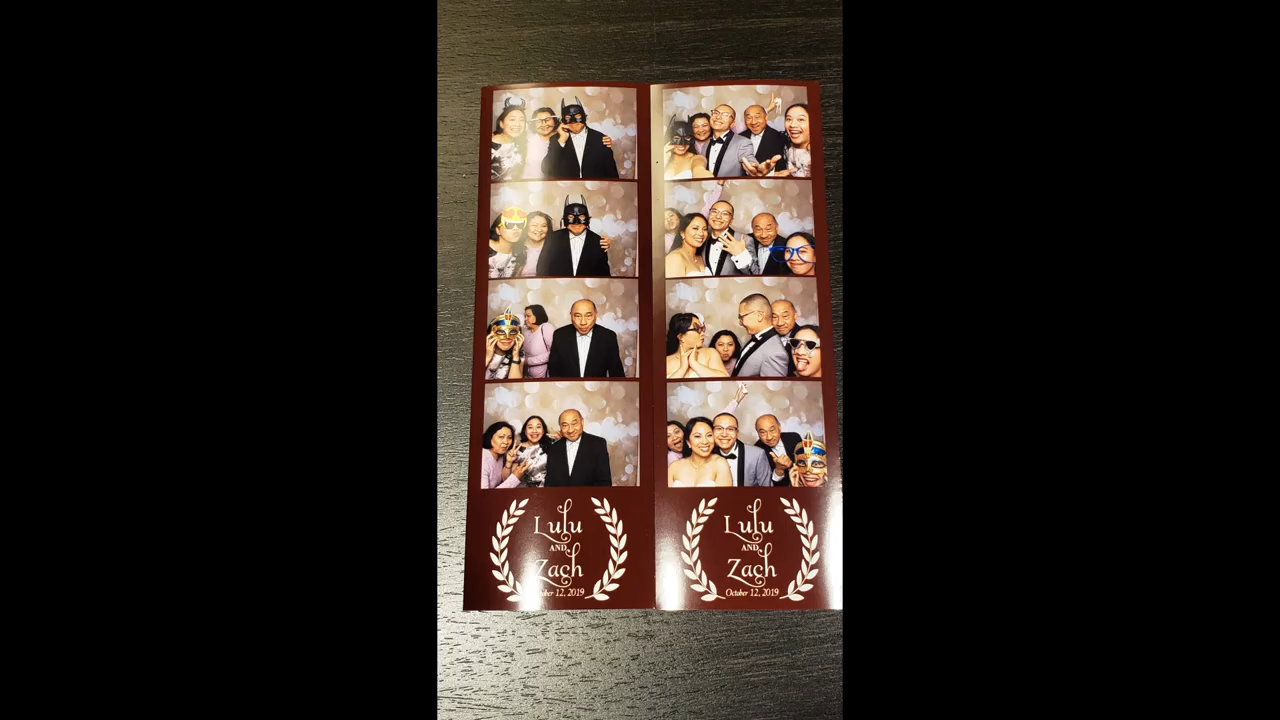 Lulu
AND
Zach
12, 2019
Lulu
AND
Zach
October 12, 2019